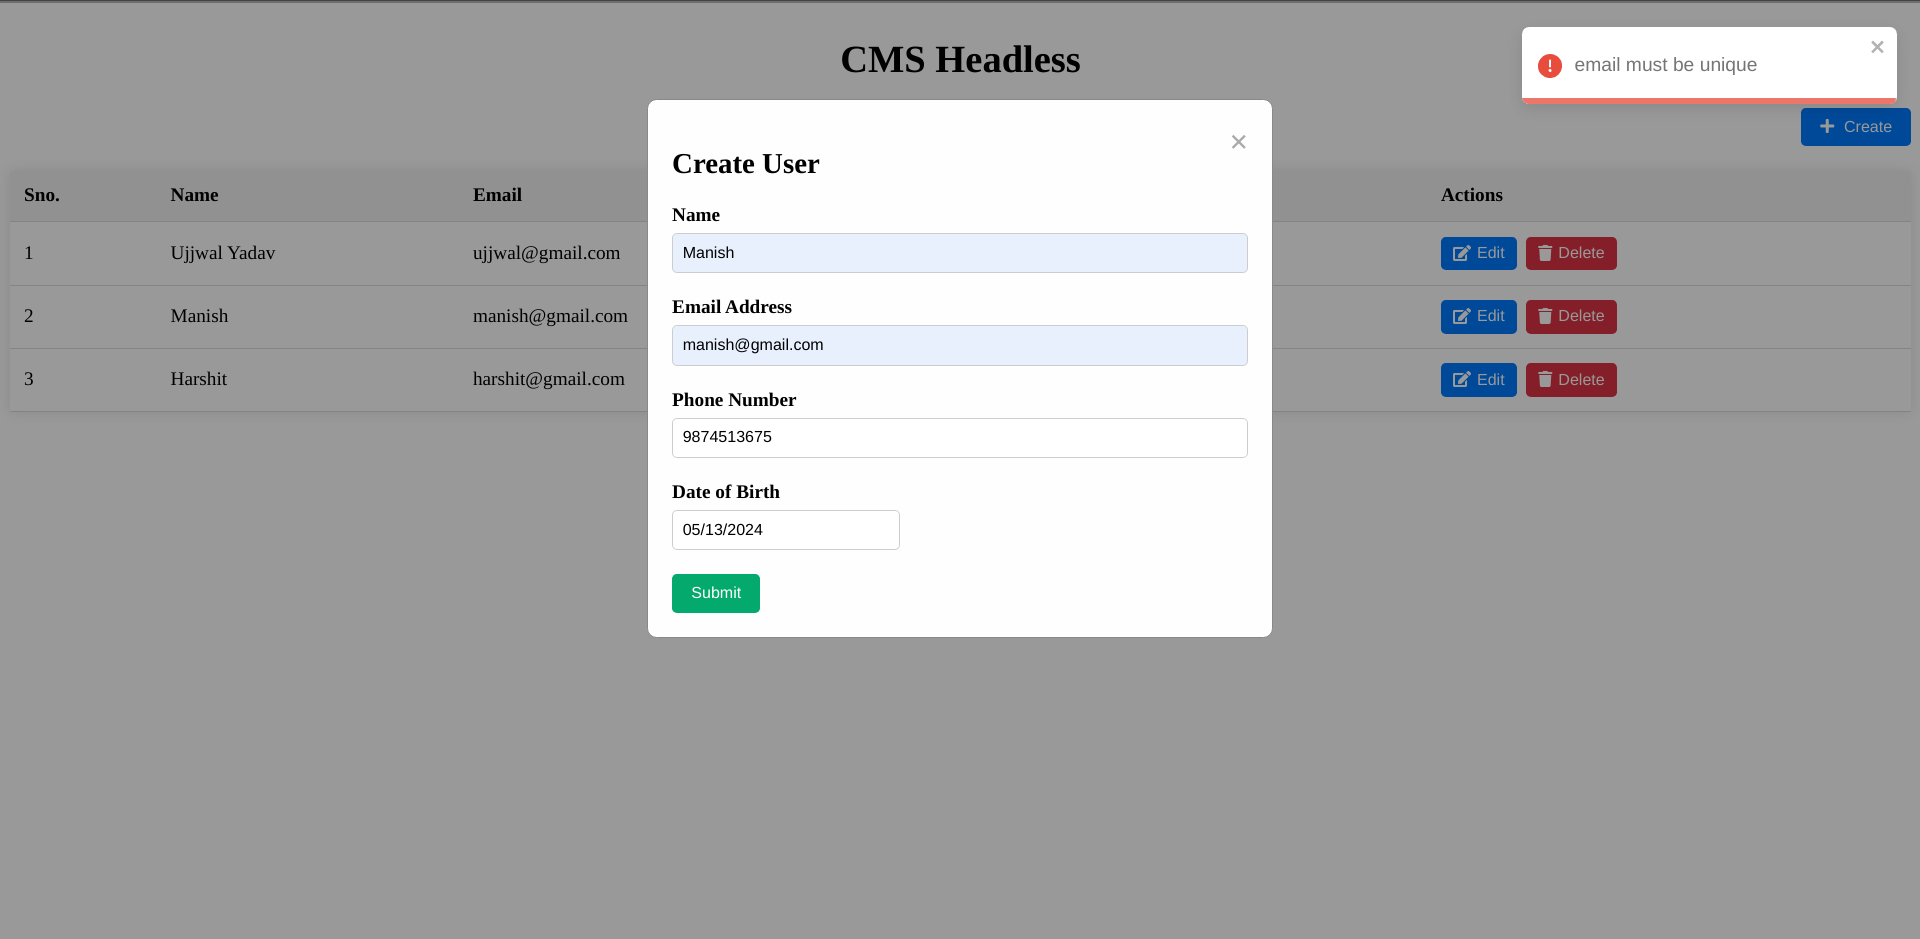 CMS Headless
email must be unique
Create
Sno. Name Email Actions
1 Ujjwal Yadav ujjwal@gmail.com Edit Delete
2 Manish manish@gmail.com Edit Delete
3 Harshit harshit@gmail.com Edit Delete
Create User
Name
Manish
Email Address
manish@gmail.com
Phone Number
9874513675
Date of Birth
05/13/2024
Submit